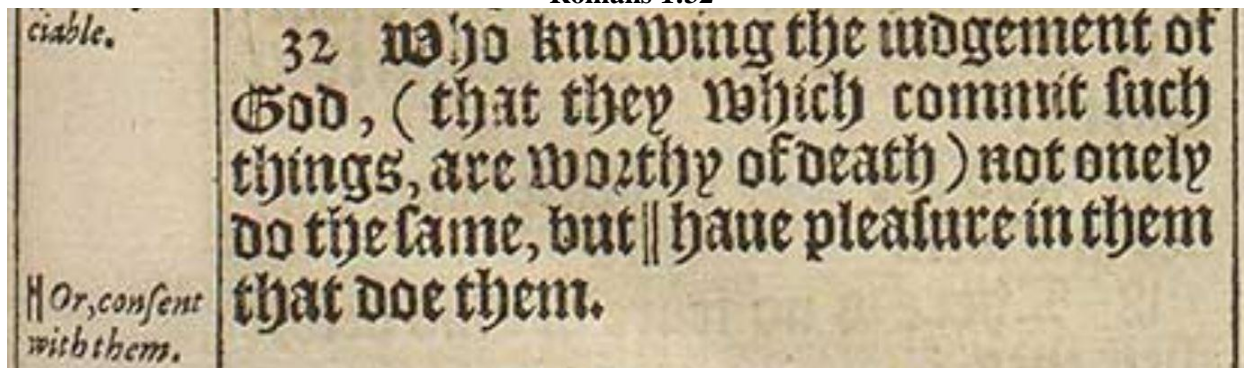 Romans 1:32
ciable.
32 Who knowing the iudgement of
God, (that they which commit ſuch
things, are worthy of death) not onely
do the ſame, but || haue pleaſure in them
that doe them.
|| Or, conſent
with them.